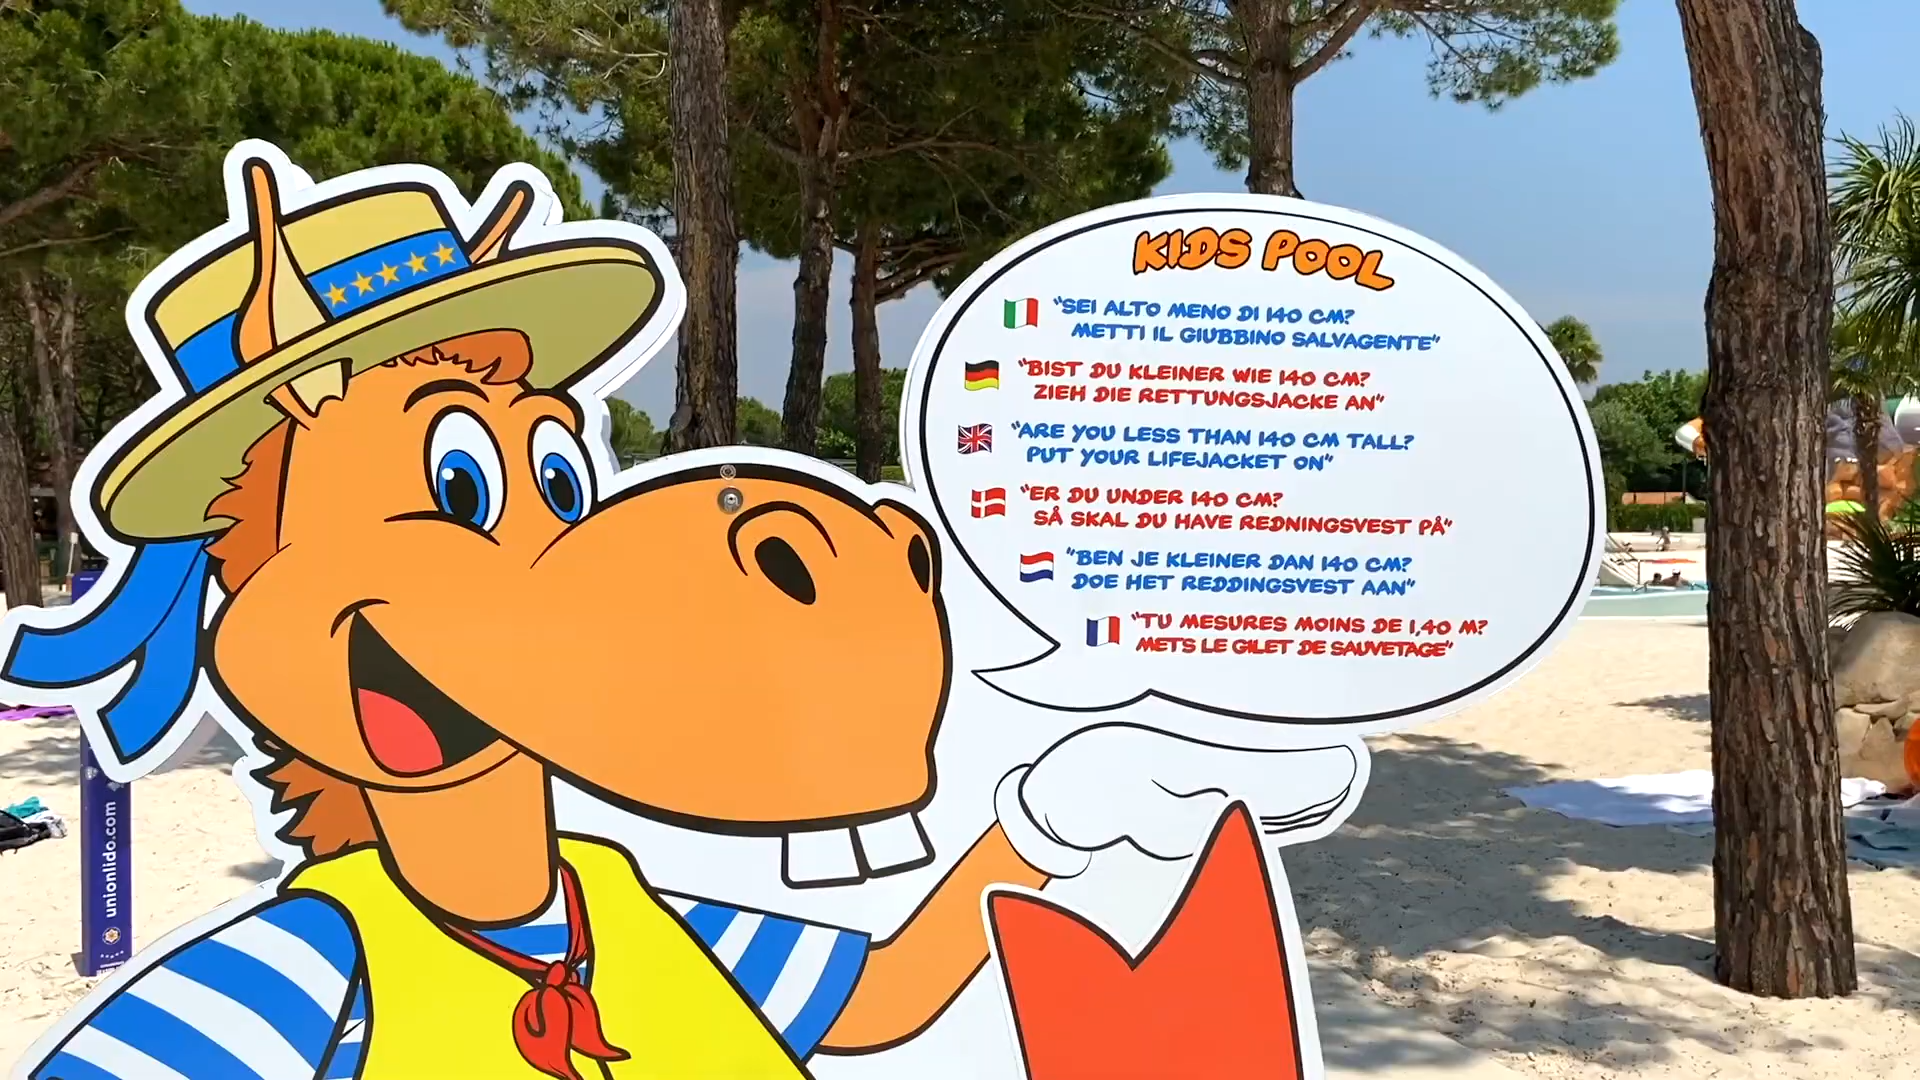 KIDS POOL
"SEI ALTO MENO DI 140 CM?
METTI IL GIUBBINO SALVAGENTE"
"BIST DU KLEINER WIE 140 CM?
ZIEH DIE RETTUNGSJACKE AN"
"ARE YOU LESS THAN 140 CM TALL?
PUT YOUR LIFEJACKET ON"
"ER DU UNDER 140 CM?
SÅ SKAL DU HAVE REDNINGSVEST PÅ"
"BEN JE KLEINER DAN 140 CM?
DOE HET REDDINGSVEST AAN"
"TU MESURES MOINS DE 1,40 M?
METS LE GILET DE SAUVETAGE"
unionlido.com